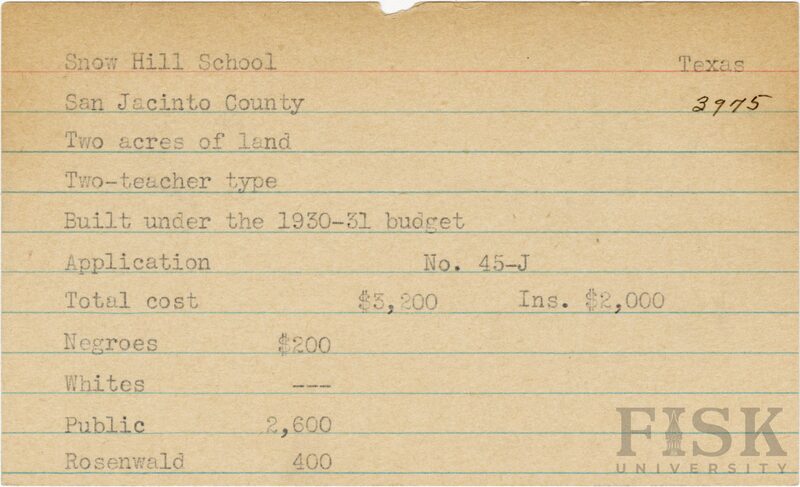 Snow Hill School Texas
San Jacinto County 3975
Two acres of land
Two-teacher type
Built under the 1930-31 budget
Application No. 45-J
Total cost $3,200 Ins. $2,000
Negroes $200
Whites ---
Public 2,600
Rosenwald 400
FISK
UNIVERSITY